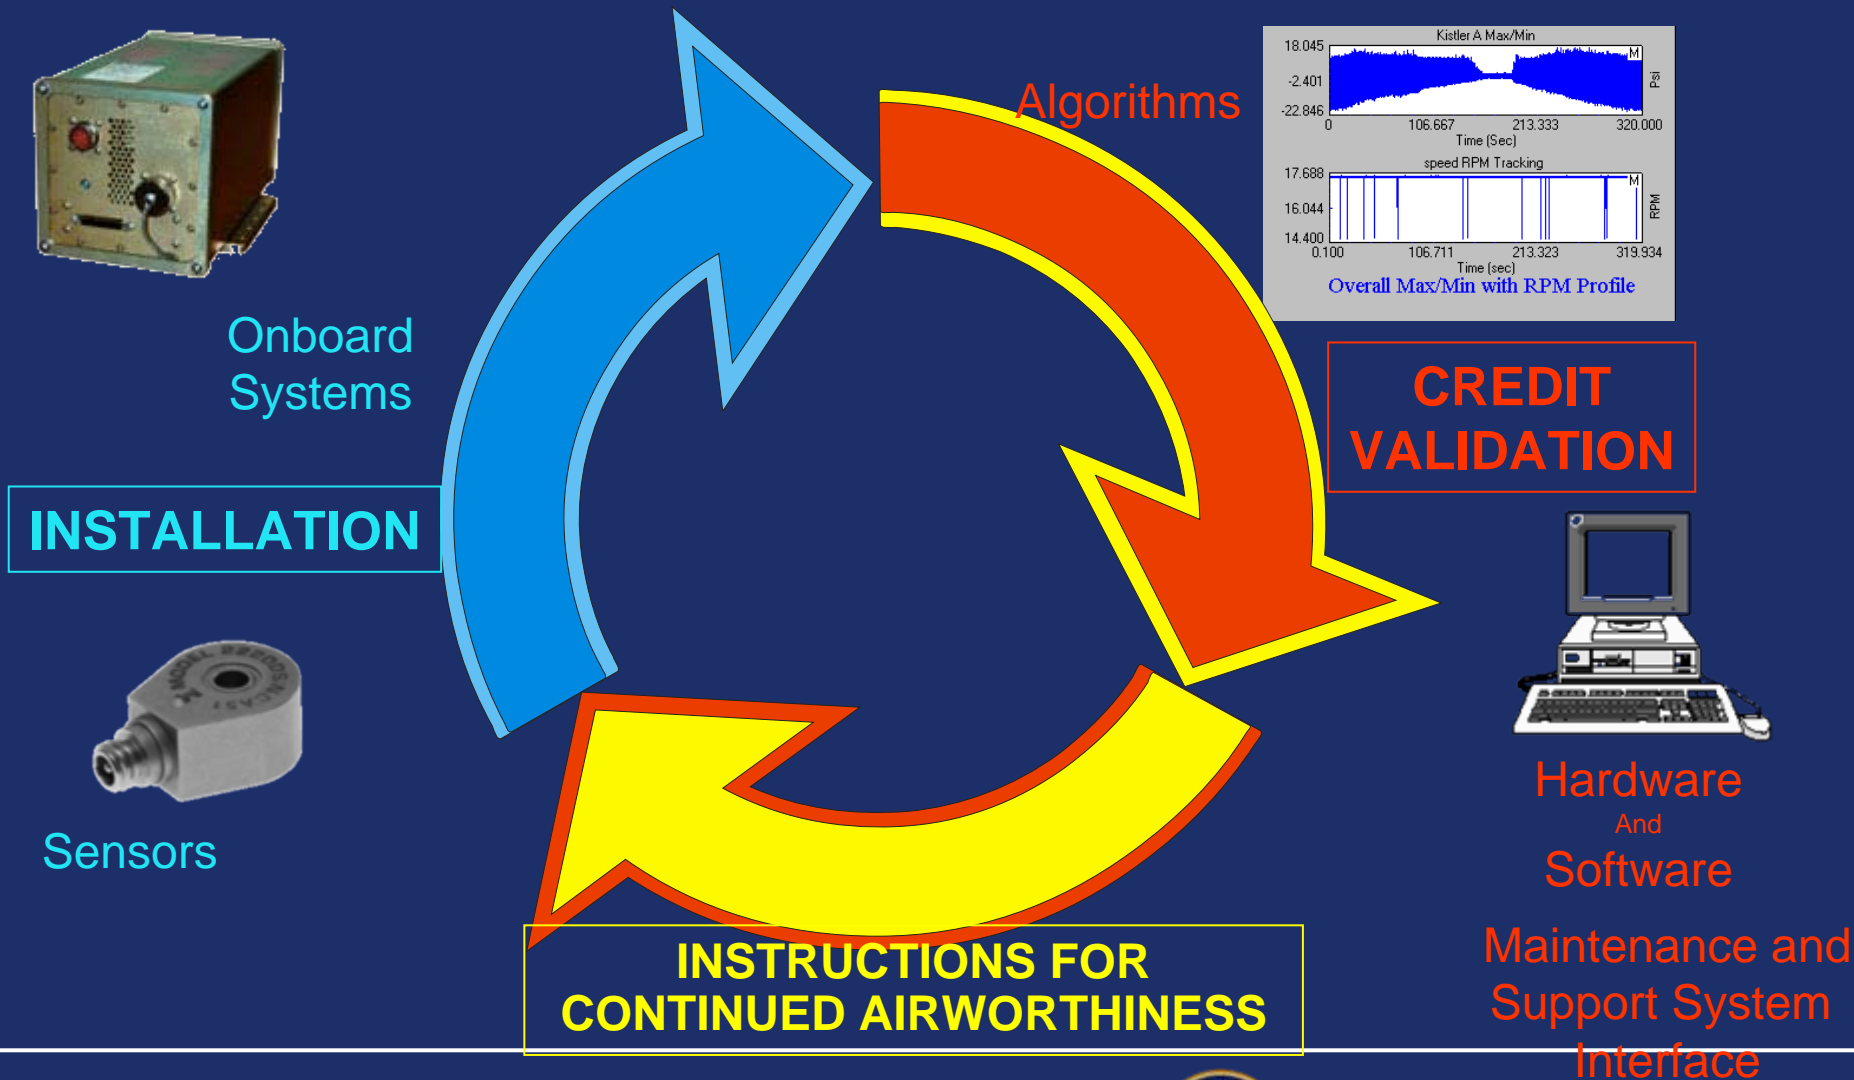 Algorithms
Kistler A Max/Min
18.045
-2.401
-22.846
Psi
M
0 106.667 213.333 320.000
Time (Sec)
speed RPM Tracking
17.688
16.044
14.400
RPM
M
0.100 106.711 213.323 319.934
Time (sec)
Overall Max/Min with RPM Profile
Onboard
Systems
CREDIT
VALIDATION
INSTALLATION
MODEL 2220D
Sensors
Hardware
And
Software
INSTRUCTIONS FOR
CONTINUED AIRWORTHINESS
Maintenance and
Support System
Interface